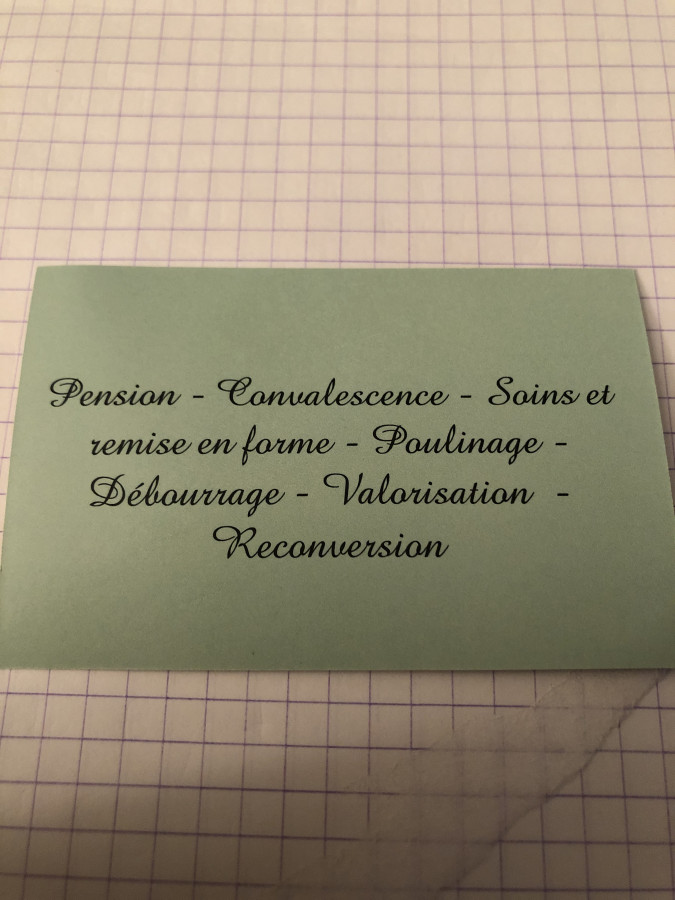 Pension - Convalescence - Soins et
remise en forme - Poulinage -
Débourrage - Valorisation -
Reconversion